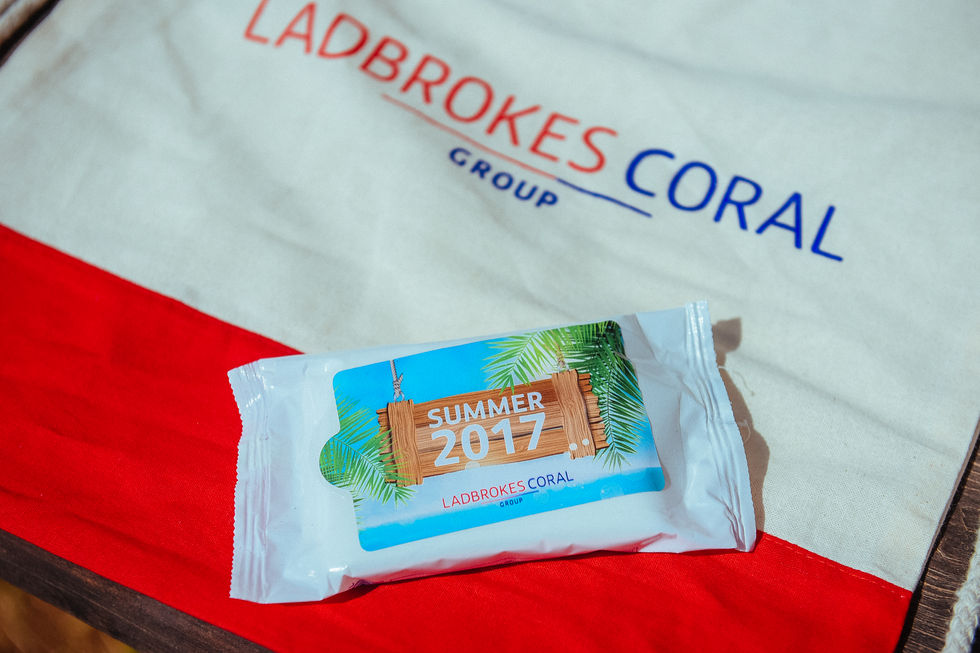 LADBROKES CORAL
GROUP
SUMMER
2017
LADBROKES CORAL
GROUP